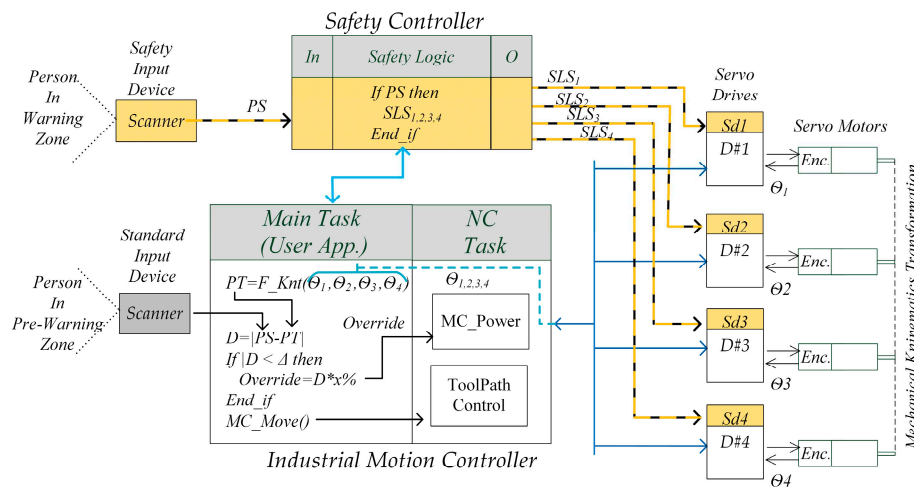 Safety Controller
Safety
Input
Device
Person
In
Warning
Zone
Scanner
PS
In
Safety Logic
O
If PS then
SLS1,2,3,4
End_if
SLS1
SLS2
SLS3
SLS4
Servo
Drives
Servo Motors
Sd1
D#1
Enc.
Θ1
Sd2
D#2
Enc.
Θ2
Sd3
D#3
Enc.
Θ3
Sd4
D#4
Enc.
Θ4
Mechanical Kniremetics Transformation
Main Task
(User App.)
NC
Task
Standard
Input
Device
Person
In
Pre-Warning
Zone
Scanner
PT=F_Knt(Θ1,Θ2,Θ3,Θ4)
Θ1,2,3,4
D=|PS-PT|
If |D < Δ then
Override=D*x%
End_if
MC_Move()
Override
MC_Power
ToolPath
Control
Industrial Motion Controller